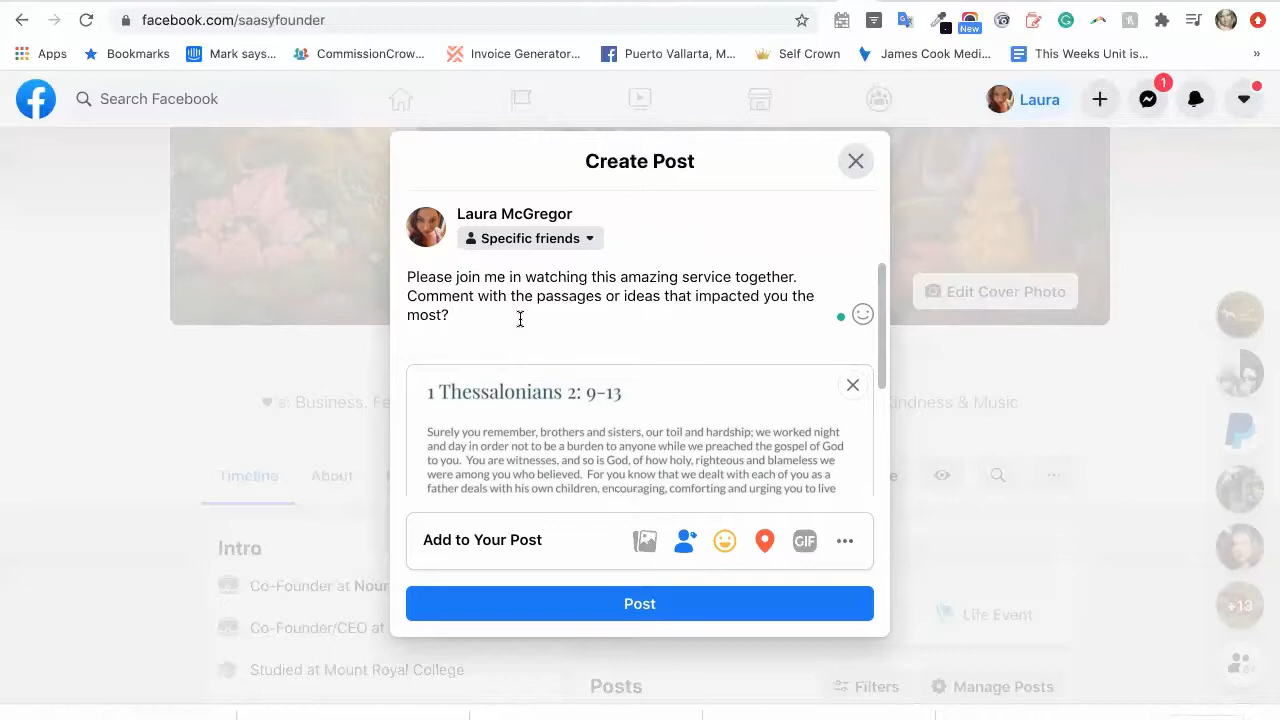 facebook.com/saasyfounder
New
Apps
Bookmarks
Mark says...
CommissionCrow...
Invoice Generator...
Puerto Vallarta, M...
Self Crown
James Cook Medi...
This Weeks Unit is...
»
Search Facebook
Laura
1
Create Post
Laura McGregor
Specific friends
Please join me in watching this amazing service together.
Comment with the passages or ideas that impacted you the
most?
Edit Cover Photo
1 Thessalonians 2: 9-13
Surely you remember, brothers and sisters, our toil and hardship; we worked night
and day in order not to be a burden to anyone while we preached the gospel of God
to you. You are witnesses, and so is God, of how holy, righteous and blameless we
were among you who believed. For you know that we dealt with each of you as a
father deals with his own children, encouraging, comforting and urging you to live
: Business, Fe
indness & Music
Timeline
About
Add to Your Post
GIF
Post
Intro
Co-Founder at Nour
Co-Founder/CEO at
Studied at Mount Royal College
Life Event
+13
Posts
Filters
Manage Posts